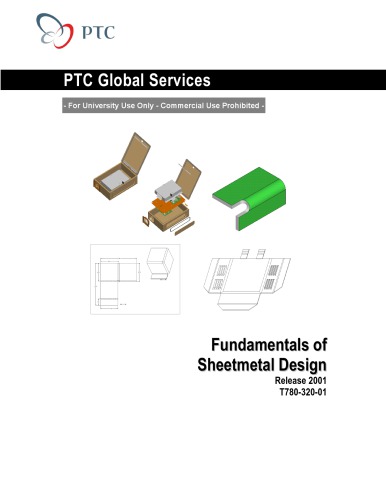 PTC
PTC Global Services
- For University Use Only - Commercial Use Prohibited -
Fundamentals of
Sheetmetal Design
Release 2001
T780-320-01